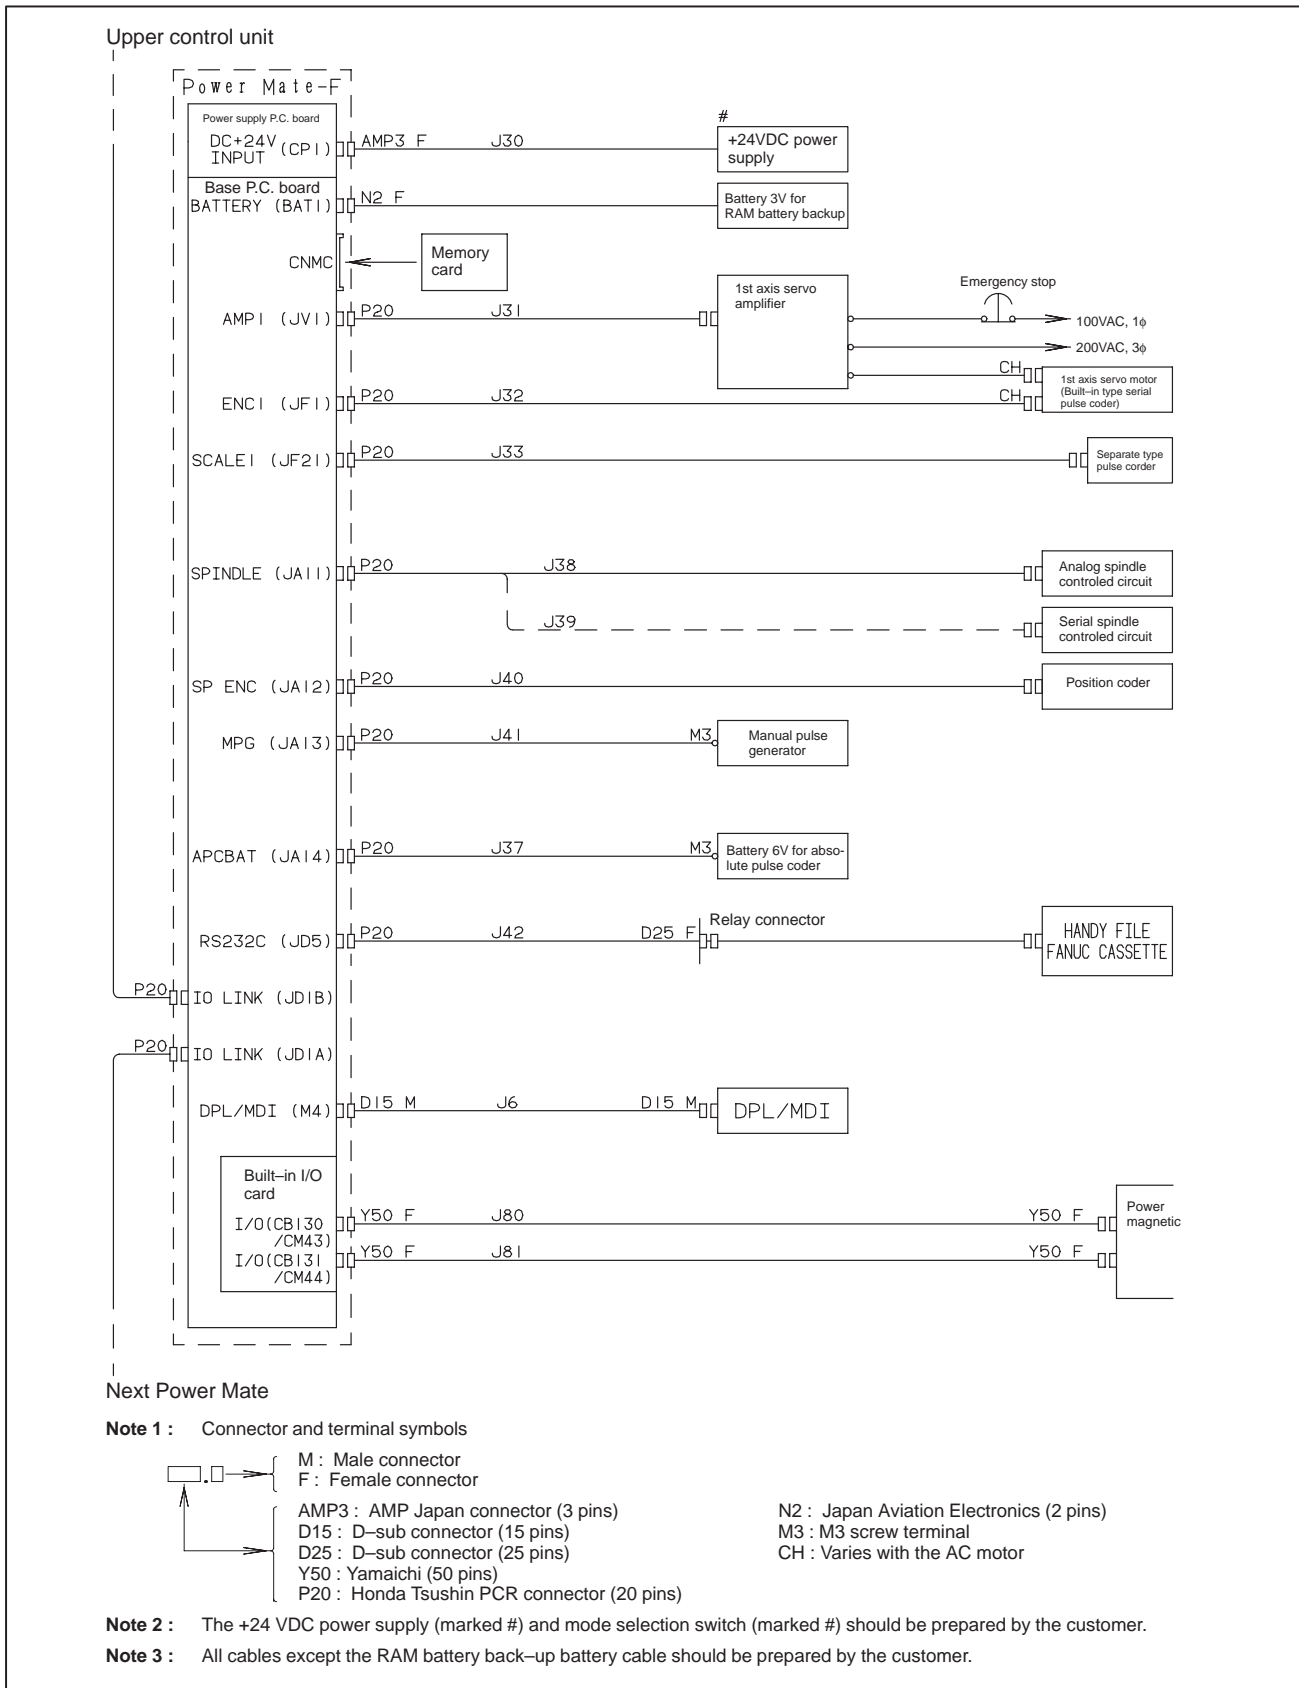 Upper control unit
Power Mate-F
Power supply P.C. board
DC+24V
INPUT (CP1) AMP3 F J30
#
+24VDC power
supply
Base P.C. board
BATTERY (BAT1) N2 F
Battery 3V for
RAM battery backup
CNMC
Memory
card
1st axis servo
amplifier
Emergency stop
AMP1 (JV1) P20 J31
100VAC, 1ϕ
200VAC, 3ϕ
CH
1st axis servo motor
(Built–in type serial
pulse coder)
ENC1 (JF1) P20 J32 CH
SCALE1 (JF21) P20 J33
Separate type
pulse corder
SPINDLE (JA11) P20 J38
Analog spindle
controled circuit
J39
Serial spindle
controled circuit
SP ENC (JA12) P20 J40 Position coder
MPG (JA13) P20 J41 M3
Manual pulse
generator
APCBAT (JA14) P20 J37 M3
Battery 6V for abso-
lute pulse coder
Relay connector
RS232C (JD5) P20 J42 D25 F
HANDY FILE
FANUC CASSETTE
P20 IO LINK (JD1B)
P20 IO LINK (JD1A)
DPL/MDI (M4) D15 M J6 D15 M DPL/MDI
Built–in I/O
card
I/O(CB130
/CM43) Y50 F J80 Y50 F
Power
magnetic
I/O(CB131
/CM44) Y50 F J81 Y50 F
Next Power Mate
Note 1 : Connector and terminal symbols
.
M : Male connector
F : Female connector
AMP3 : AMP Japan connector (3 pins) N2 : Japan Aviation Electronics (2 pins)
D15 : D–sub connector (15 pins) M3 : M3 screw terminal
D25 : D–sub connector (25 pins) CH : Varies with the AC motor
Y50 : Yamaichi (50 pins)
P20 : Honda Tsushin PCR connector (20 pins)
Note 2 : The +24 VDC power supply (marked #) and mode selection switch (marked #) should be prepared by the customer.
Note 3 : All cables except the RAM battery back–up battery cable should be prepared by the customer.